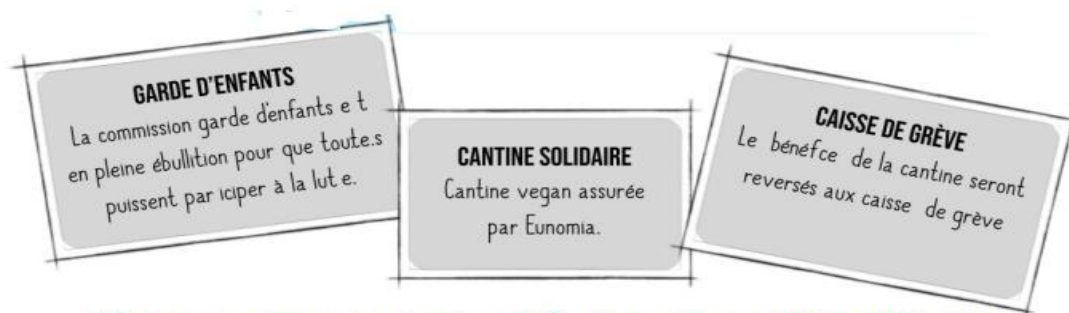 GARDE D'ENFANTS
La commission garde d'enfants e t
en pleine ébullition pour que toute.s
puissent par iciper à la lut e.
CANTINE SOLIDAIRE
Cantine vegan assurée
par Eunomia.
CAISSE DE GRÈVE
Le bénéfce de la cantine seront
reversés aux caisse de grève